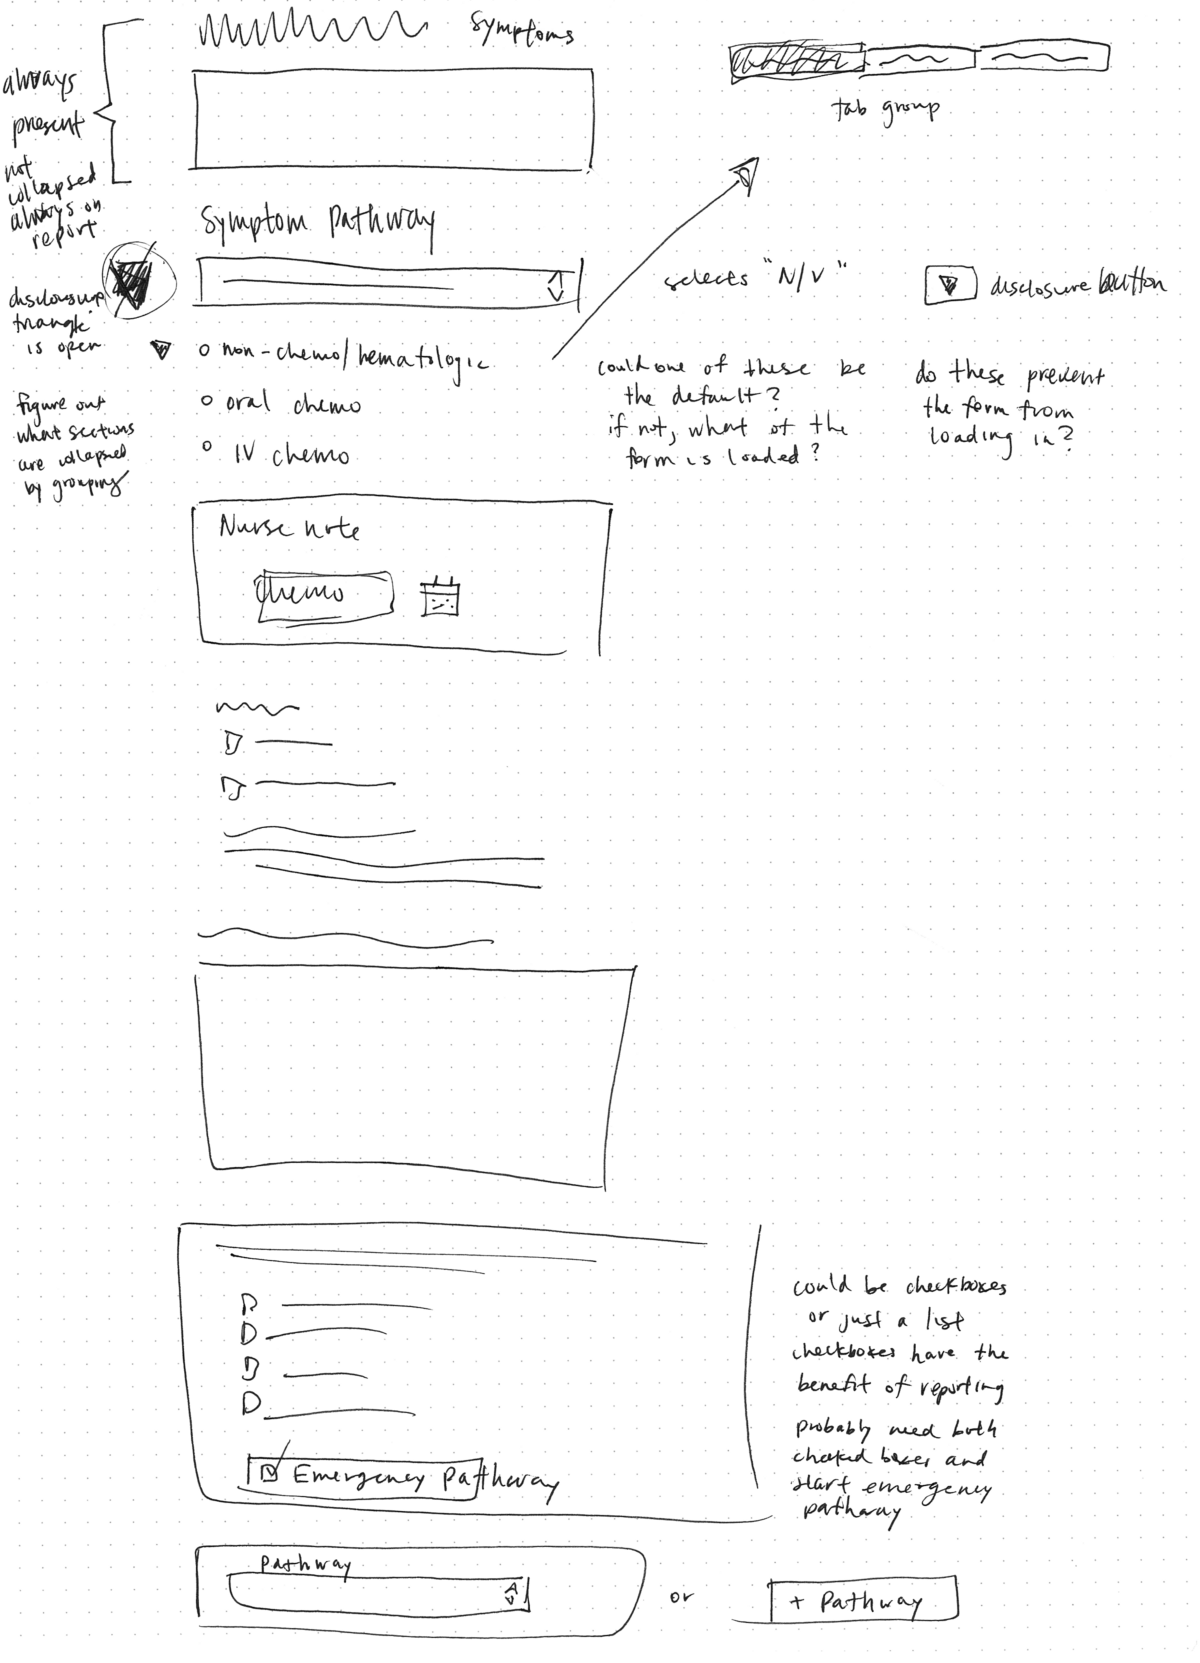 Symptoms
always
present
not
collapsed
always on
report
tab group
Symptom Pathway
selects "N/V"
disclosure button
disclosure
triangle
is open
non-chemo/hematologic
oral chemo
IV chemo
could one of these be
the default?
if not, what of the
form is loaded?
do these prevent
the form from
loading in?
figure out
what sections
are collapsed
by grouping
Nurse note
Chemo
could be checkboxes
or just a list
checkboxes have the
benefit of reporting
probably need both
checked boxes and
start emergency
pathway
Emergency Pathway
Pathway
or
+ Pathway